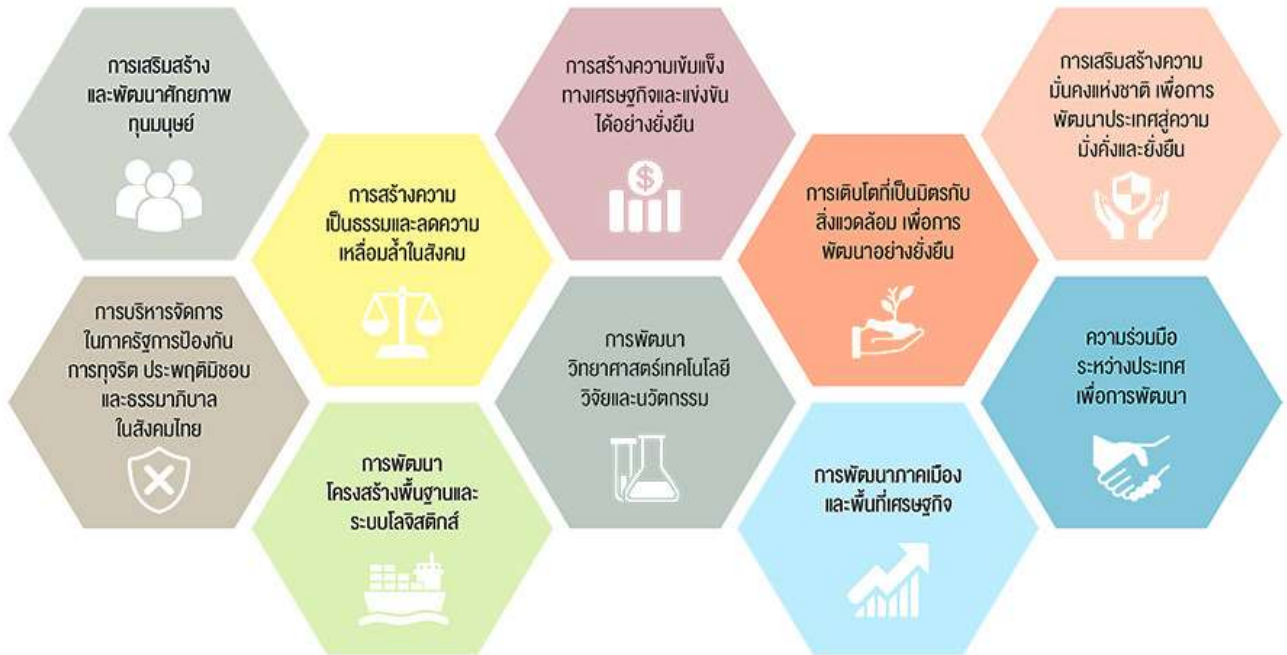 การเสริมสร้าง
และพัฒนาศักยภาพ
ทุนมนุษย์
การสร้างความ
เป็นธรรมและลดความ
เหลื่อมล้ำในสังคม
การสร้างความเข้มแข็ง
ทางเศรษฐกิจและแข่งขัน
ได้อย่างยั่งยืน
การเติบโตที่เป็นมิตรกับ
สิ่งแวดล้อม เพื่อการ
พัฒนาอย่างยั่งยืน
การเสริมสร้างความ
มั่นคงแห่งชาติ เพื่อการ
พัฒนาประเทศสู่ความ
มั่งคั่งและยั่งยืน
การบริหารจัดการ
ในภาครัฐการป้องกัน
การทุจริต ประพฤติมิชอบ
และธรรมาภิบาล
ในสังคมไทย
การพัฒนา
โครงสร้างพื้นฐานและ
ระบบโลจิสติกส์
การพัฒนา
วิทยาศาสตร์เทคโนโลยี
วิจัยและนวัตกรรม
การพัฒนาภาคเมือง
และพื้นที่เศรษฐกิจ
ความร่วมมือ
ระหว่างประเทศ
เพื่อการพัฒนา